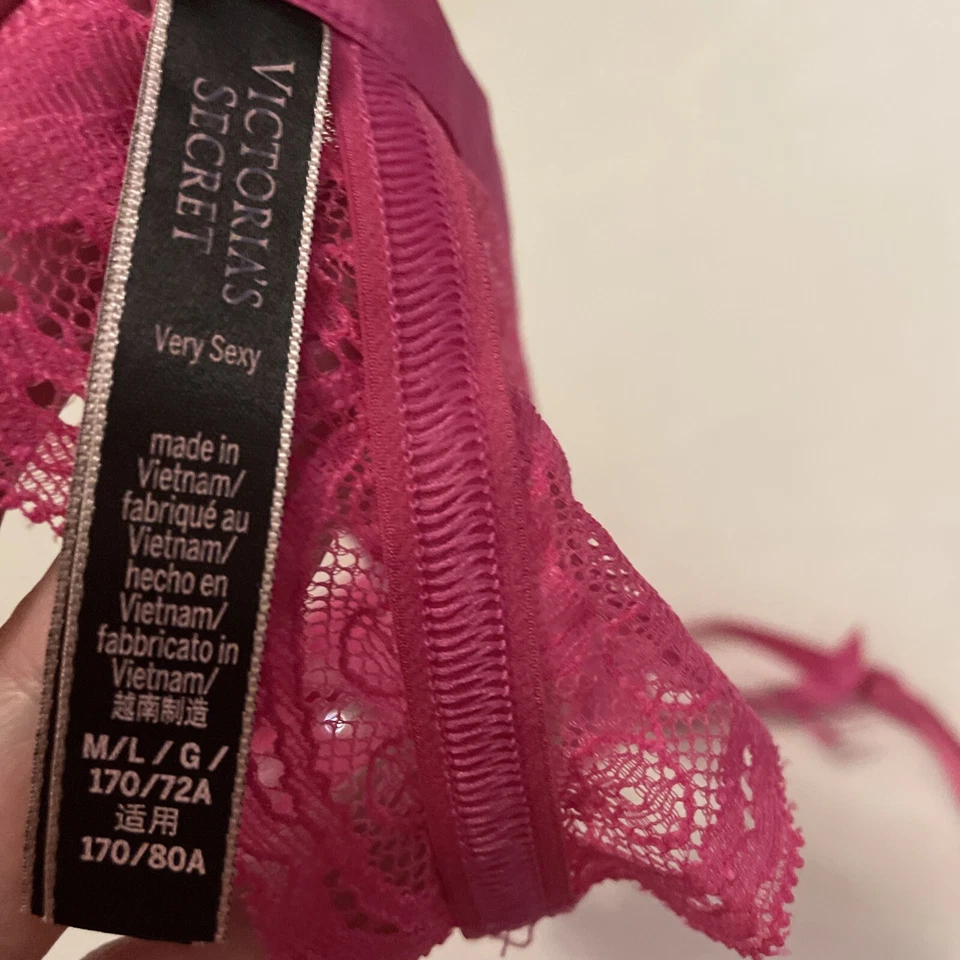 VICTORIA'S
SECRET
Very Sexy
made in
Vietnam/
fabriqué au
Vietnam/
hecho en
Vietnam/
fabbricato in
Vietnam/
越南制造
M/L/G/
170/72A
适用
170/80A